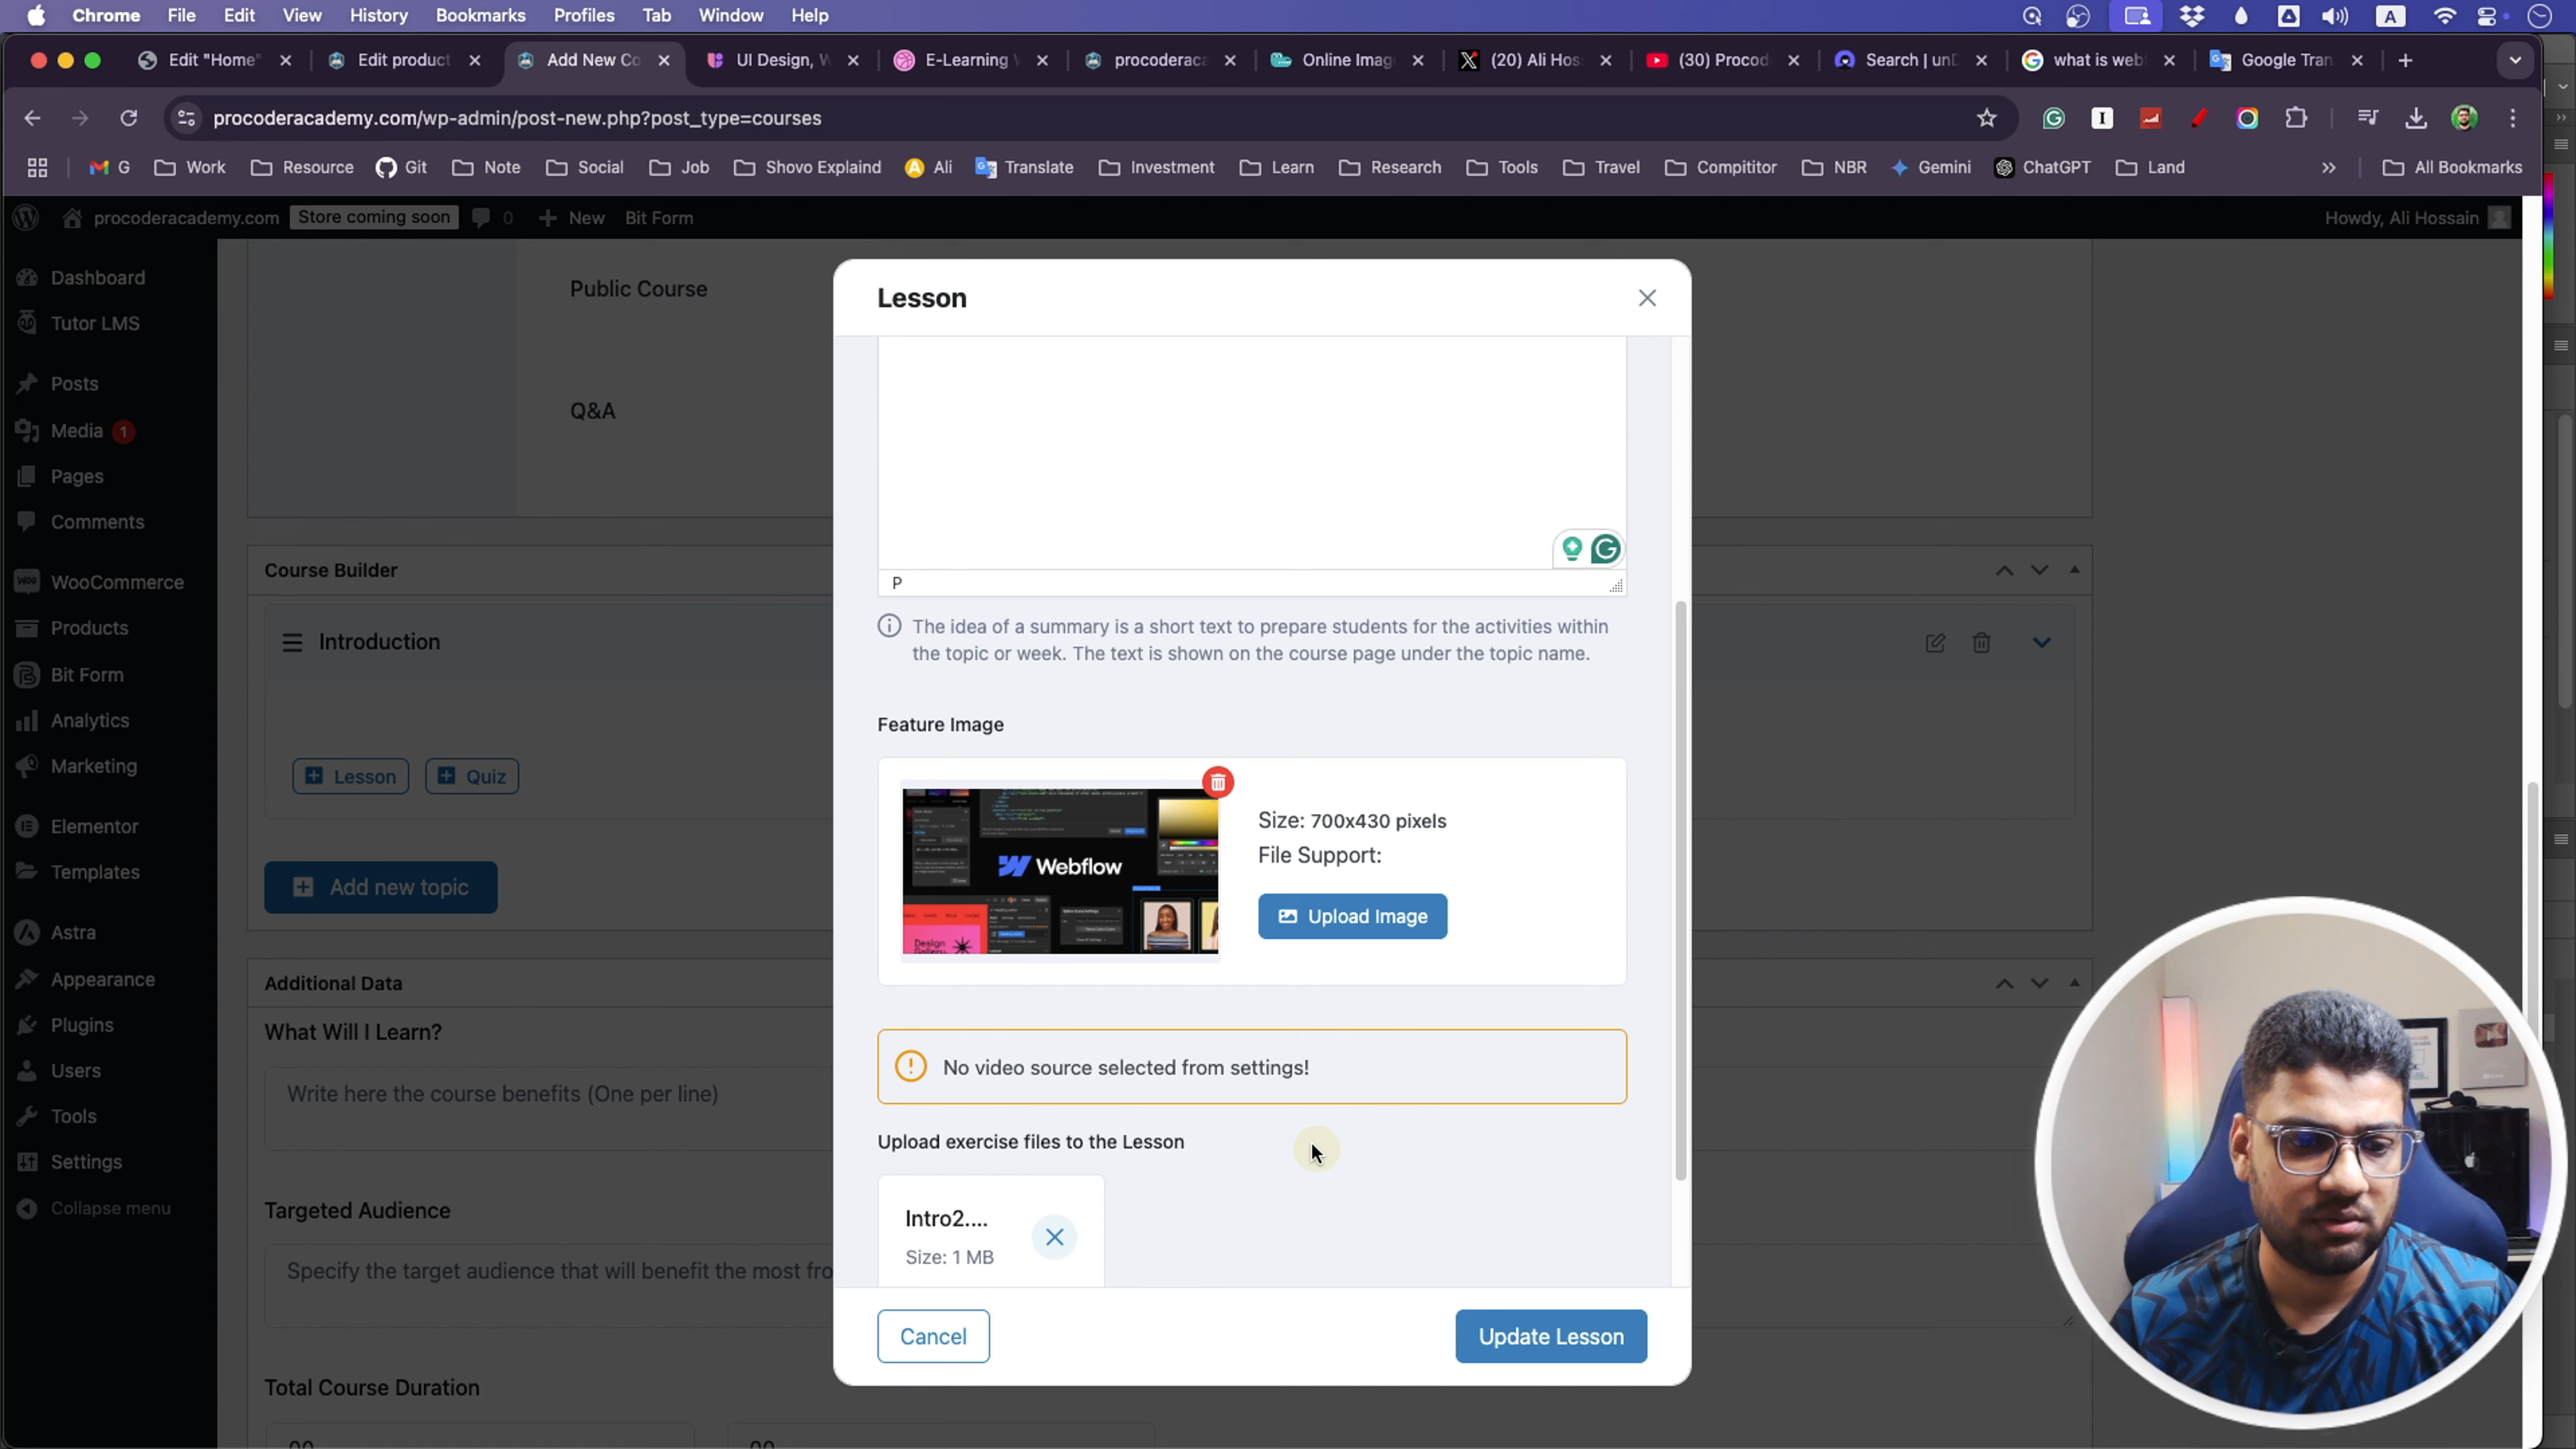 Chrome File Edit View History Bookmarks Profiles Tab Window Help
A
Edit "Home"
Edit product
Add New Co
UI Design, W
E-Learning
procoderaca
Online Imag
(20) Ali Hos
(30) Procod
Search | unD
what is web
Google Tran
procoderacademy.com/wp-admin/post-new.php?post_type=courses
G Work Resource Git Note Social Job Shovo Explaind Ali Translate Investment Learn Research Tools Travel Compititor NBR Gemini ChatGPT Land
All Bookmarks
procoderacademy.com Store coming soon 0 New Bit Form
Howdy, Ali Hossain
Dashboard
Tutor LMS
Posts
Media 1
Pages
Comments
WooCommerce
Products
Bit Form
Analytics
Marketing
Elementor
Templates
Astra
Appearance
Plugins
Users
Tools
Settings
Collapse menu
Public Course
Q&A
Course Builder
Introduction
Lesson
Quiz
Add new topic
Additional Data
What Will I Learn?
Write here the course benefits (One per line)
Targeted Audience
Specify the target audience that will benefit the most fro
Total Course Duration
00 00
Lesson
P
The idea of a summary is a short text to prepare students for the activities within
the topic or week. The text is shown on the course page under the topic name.
Feature Image
Webflow
Size: 700x430 pixels
File Support:
Upload Image
No video source selected from settings!
Upload exercise files to the Lesson
Intro2....
Size: 1 MB
Cancel
Update Lesson